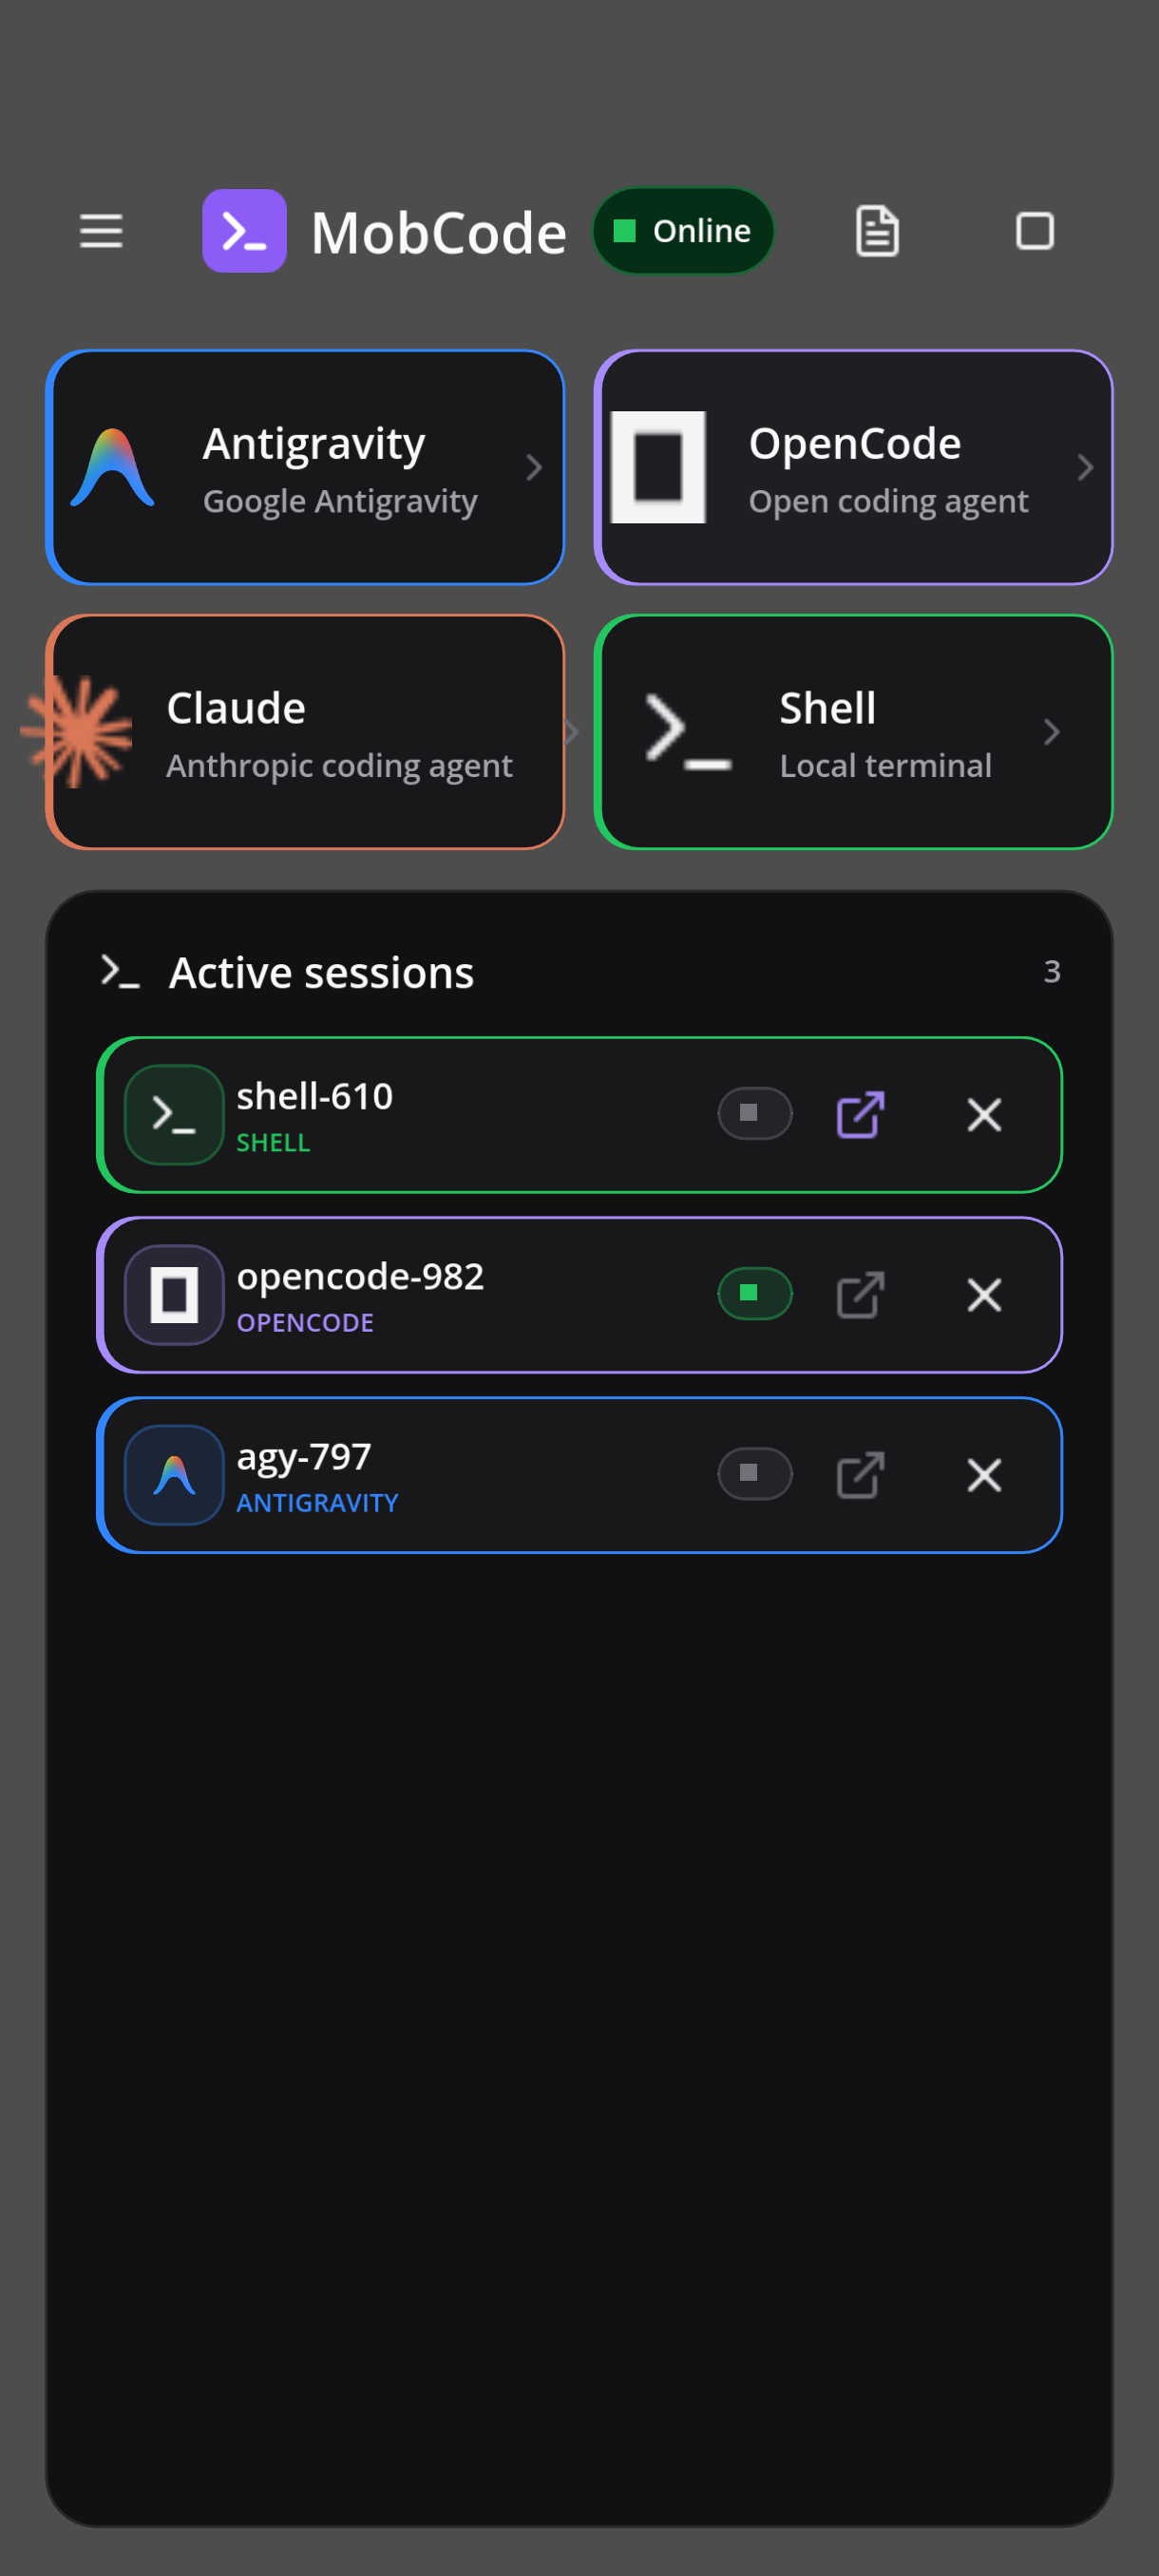 MobCode
Online
Antigravity
Google Antigravity
OpenCode
Open coding agent
Claude
Anthropic coding agent
Shell
Local terminal
Active sessions
3
shell-610
SHELL
opencode-982
OPENCODE
agy-797
ANTIGRAVITY